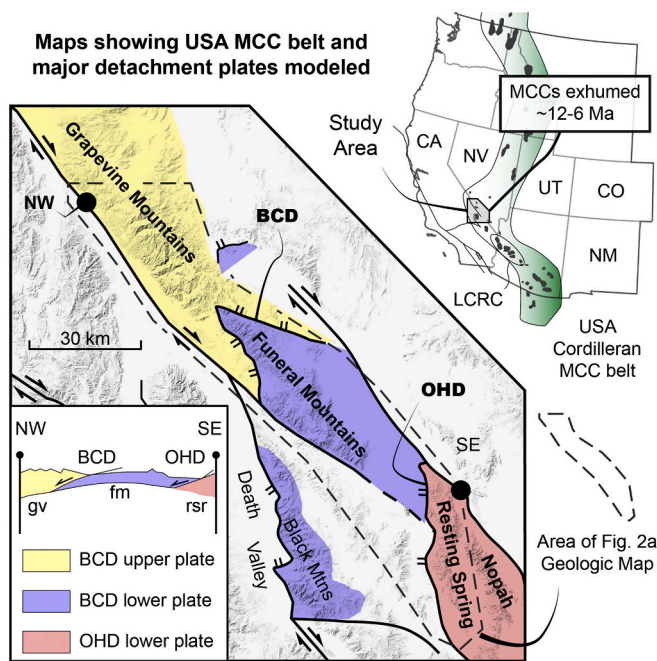 Maps showing USA MCC belt and
major detachment plates modeled
MCCs exhumed
~12-6 Ma
Study
Area
CA
NV
UT
CO
NM
LCRC
USA
Cordilleran
MCC belt
Grapevine Mountains
NW
BCD
30 km
Funeral Mountains
OHD
SE
Death
Valley
Black Mtns
Resting Spring
Nopah
Area of Fig. 2a
Geologic Map
NW
SE
BCD
OHD
gv
fm
rsr
BCD upper plate
BCD lower plate
OHD lower plate